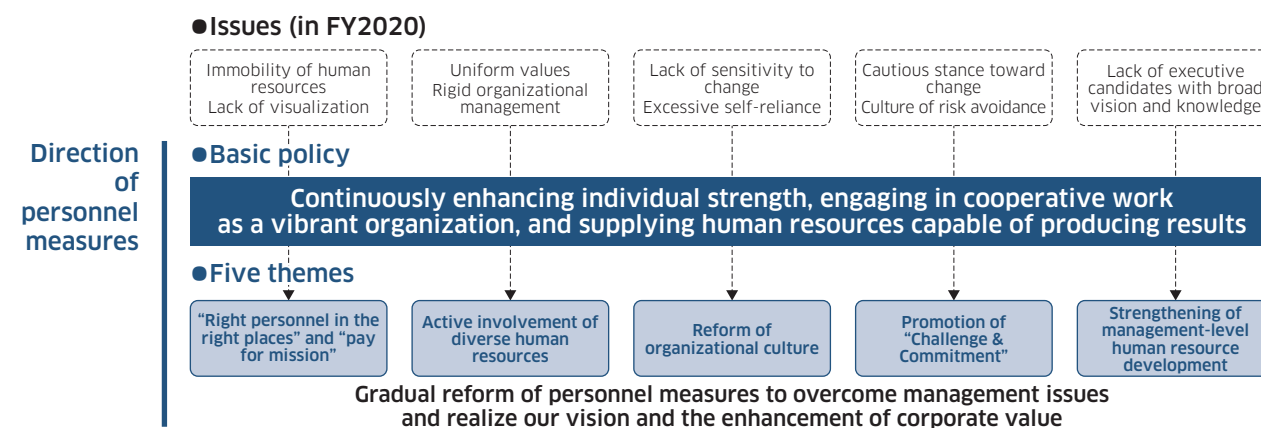 ●Issues (in FY2020)
Immobility of human
resources
Lack of visualization
Uniform values
Rigid organizational
management
Lack of sensitivity to
change
Excessive self-reliance
Cautious stance toward
change
Culture of risk avoidance
Lack of executive
candidates with broad
vision and knowledge
Direction
of
personnel
measures
●Basic policy
Continuously enhancing individual strength, engaging in cooperative work
as a vibrant organization, and supplying human resources capable of producing results
●Five themes
“Right personnel in the
right places” and “pay
for mission”
Active involvement of
diverse human
resources
Reform of
organizational culture
Promotion of
“Challenge &
Commitment”
Strengthening of
management-level
human resource
development
Gradual reform of personnel measures to overcome management issues
and realize our vision and the enhancement of corporate value